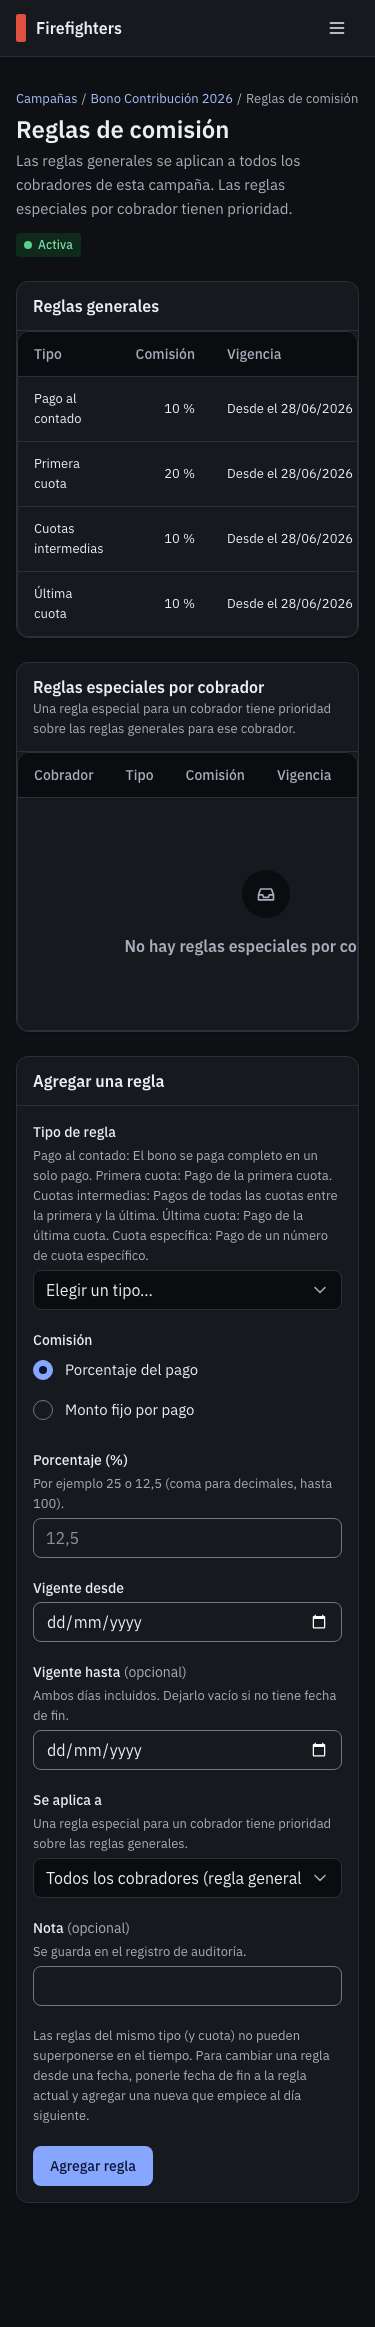 Firefighters
Campañas / Bono Contribución 2026 / Reglas de comisión
Reglas de comisión
Las reglas generales se aplican a todos los
cobradores de esta campaña. Las reglas
especiales por cobrador tienen prioridad.
Activa
Reglas generales
Tipo Comisión Vigencia
Pago al
contado
10 % Desde el 28/06/2026
Primera
cuota
20 % Desde el 28/06/2026
Cuotas
intermedias
10 % Desde el 28/06/2026
Última
cuota
10 % Desde el 28/06/2026
Reglas especiales por cobrador
Una regla especial para un cobrador tiene prioridad
sobre las reglas generales para ese cobrador.
Cobrador Tipo Comisión Vigencia
No hay reglas especiales por co
Agregar una regla
Tipo de regla
Pago al contado: El bono se paga completo en un
solo pago. Primera cuota: Pago de la primera cuota.
Cuotas intermedias: Pagos de todas las cuotas entre
la primera y la última. Última cuota: Pago de la
última cuota. Cuota específica: Pago de un número
de cuota específico.
Elegir un tipo...
Comisión
Porcentaje del pago
Monto fijo por pago
Porcentaje (%)
Por ejemplo 25 o 12,5 (coma para decimales, hasta
100).
12,5
Vigente desde
dd/mm/yyyy
Vigente hasta (opcional)
Ambos días incluidos. Dejarlo vacío si no tiene fecha
de fin.
dd/mm/yyyy
Se aplica a
Una regla especial para un cobrador tiene prioridad
sobre las reglas generales.
Todos los cobradores (regla general
Nota (opcional)
Se guarda en el registro de auditoría.
Las reglas del mismo tipo (y cuota) no pueden
superponerse en el tiempo. Para cambiar una regla
desde una fecha, ponerle fecha de fin a la regla
actual y agregar una nueva que empiece al día
siguiente.
Agregar regla